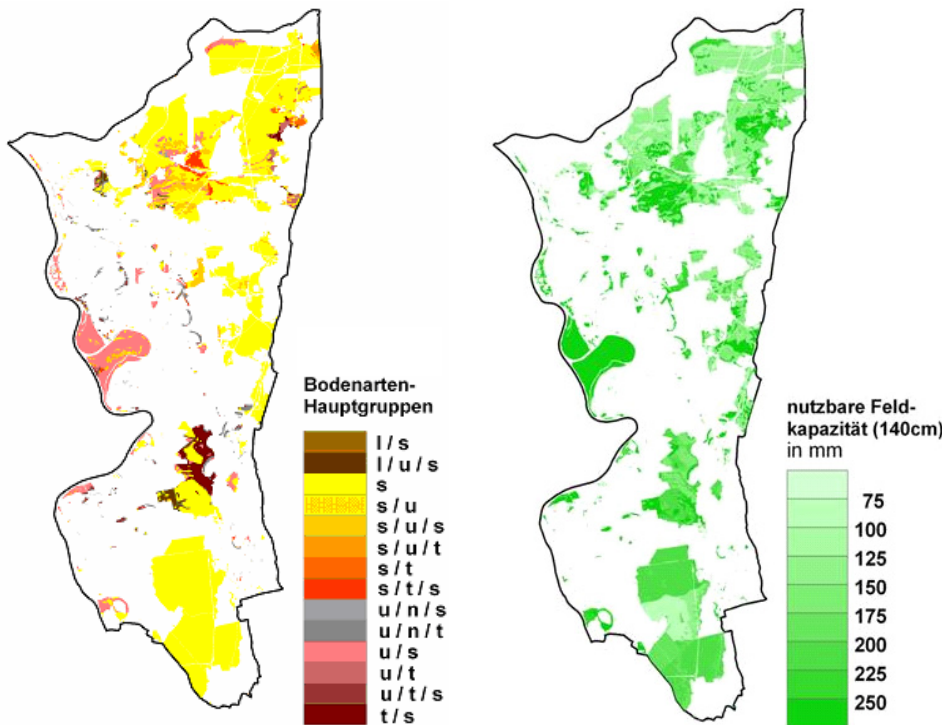 Bodenarten-
Hauptgruppen
l / s
l / u / s
s
s / u
s / u / s
s / u / t
s / t
s / t / s
u / n / s
u / n / t
u / s
u / t
u / t / s
t / s
nutzbare Feld-
kapazität (140cm)
in mm
75
100
125
150
175
200
225
250